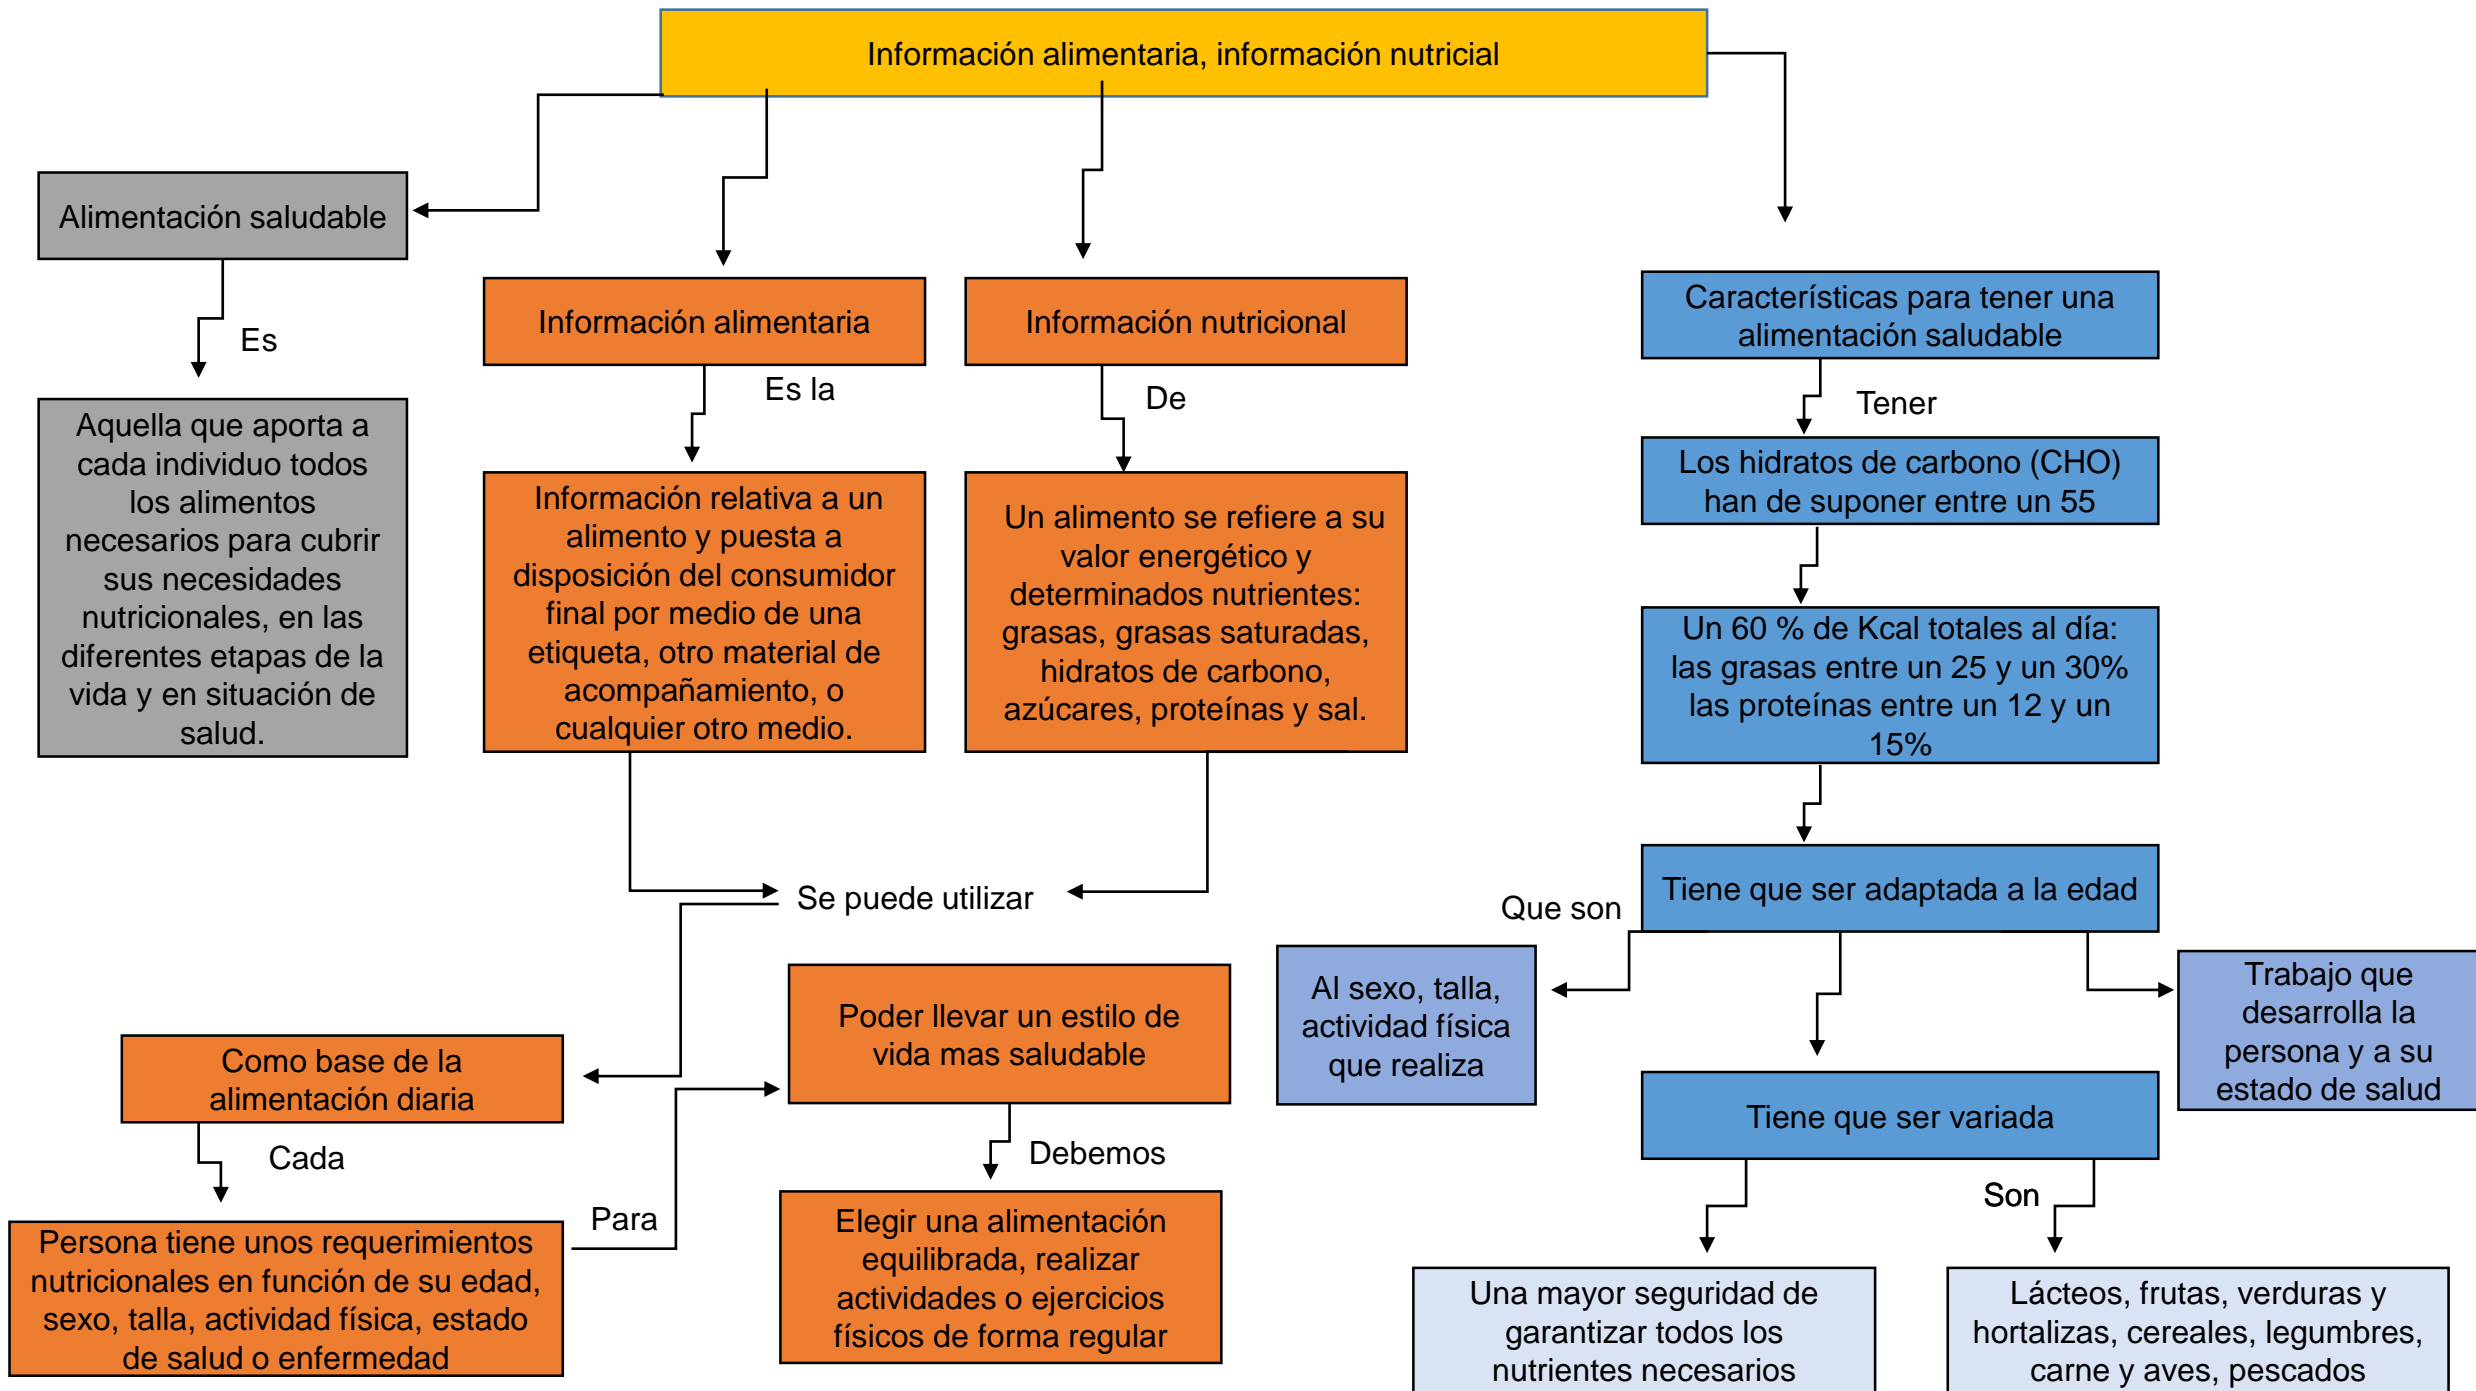 Información alimentaria, información nutricial
Alimentación saludable
Es
Aquella que aporta a
cada individuo todos
los alimentos
necesarios para cubrir
sus necesidades
nutricionales, en las
diferentes etapas de la
vida y en situación de
salud.
Información alimentaria
Es la
Información relativa a un
alimento y puesta a
disposición del consumidor
final por medio de una
etiqueta, otro material de
acompañamiento, o
cualquier otro medio.
Información nutricional
De
Un alimento se refiere a su
valor energético y
determinados nutrientes:
grasas, grasas saturadas,
hidratos de carbono,
azúcares, proteínas y sal.
Se puede utilizar
Como base de la
alimentación diaria
Cada
Persona tiene unos requerimientos
nutricionales en función de su edad,
sexo, talla, actividad física, estado
de salud o enfermedad
Para
Poder llevar un estilo de
vida mas saludable
Debemos
Elegir una alimentación
equilibrada, realizar
actividades o ejercicios
físicos de forma regular
Características para tener una
alimentación saludable
Tener
Los hidratos de carbono (CHO)
han de suponer entre un 55
Un 60 % de Kcal totales al día:
las grasas entre un 25 y un 30%
las proteínas entre un 12 y un
15%
Tiene que ser adaptada a la edad
Que son
Al sexo, talla,
actividad física
que realiza
Trabajo que
desarrolla la
persona y a su
estado de salud
Tiene que ser variada
Son
Una mayor seguridad de
garantizar todos los
nutrientes necesarios
Lácteos, frutas, verduras y
hortalizas, cereales, legumbres,
carne y aves, pescados